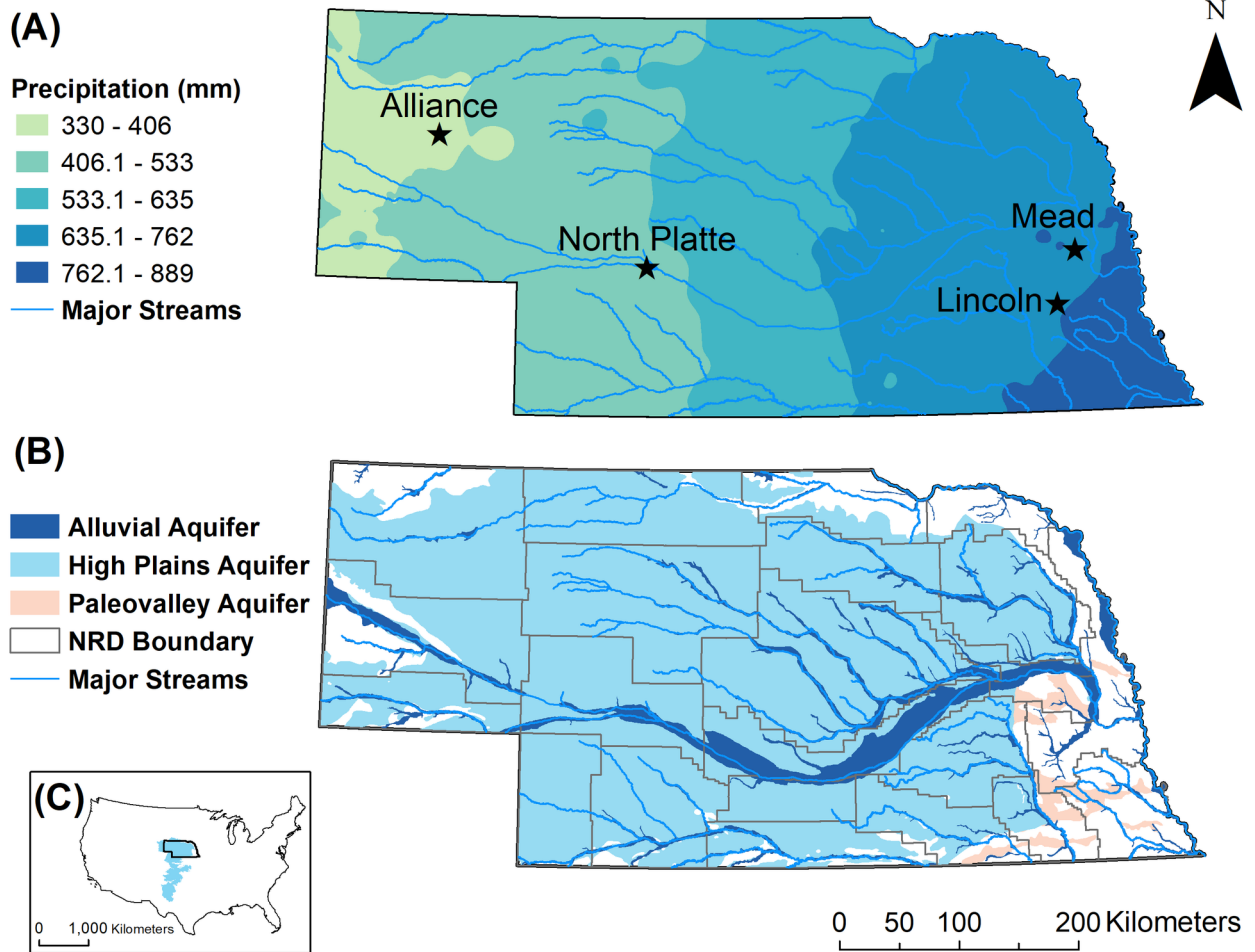 (A)
N
Precipitation (mm)
330 - 406
406.1 - 533
533.1 - 635
635.1 - 762
762.1 - 889
Major Streams
Alliance
North Platte
Mead
Lincoln
(B)
Alluvial Aquifer
High Plains Aquifer
Paleovalley Aquifer
NRD Boundary
Major Streams
(C)
0 1,000 Kilometers
0 50 100 200 Kilometers